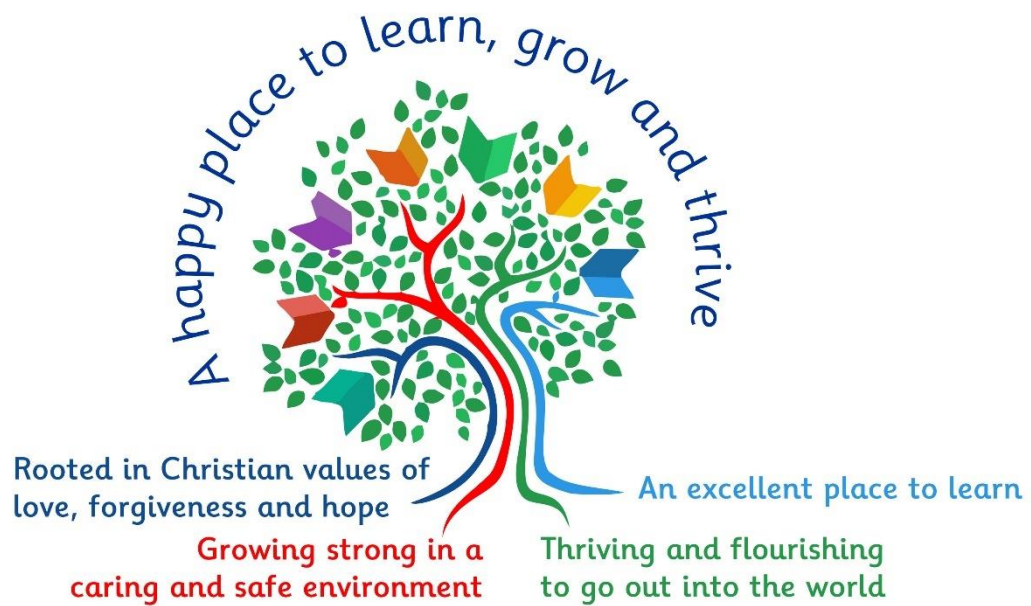 A happy place to learn, grow and thrive
Rooted in Christian values of
love, forgiveness and hope
An excellent place to learn
Growing strong in a
caring and safe environment
Thriving and flourishing
to go out into the world